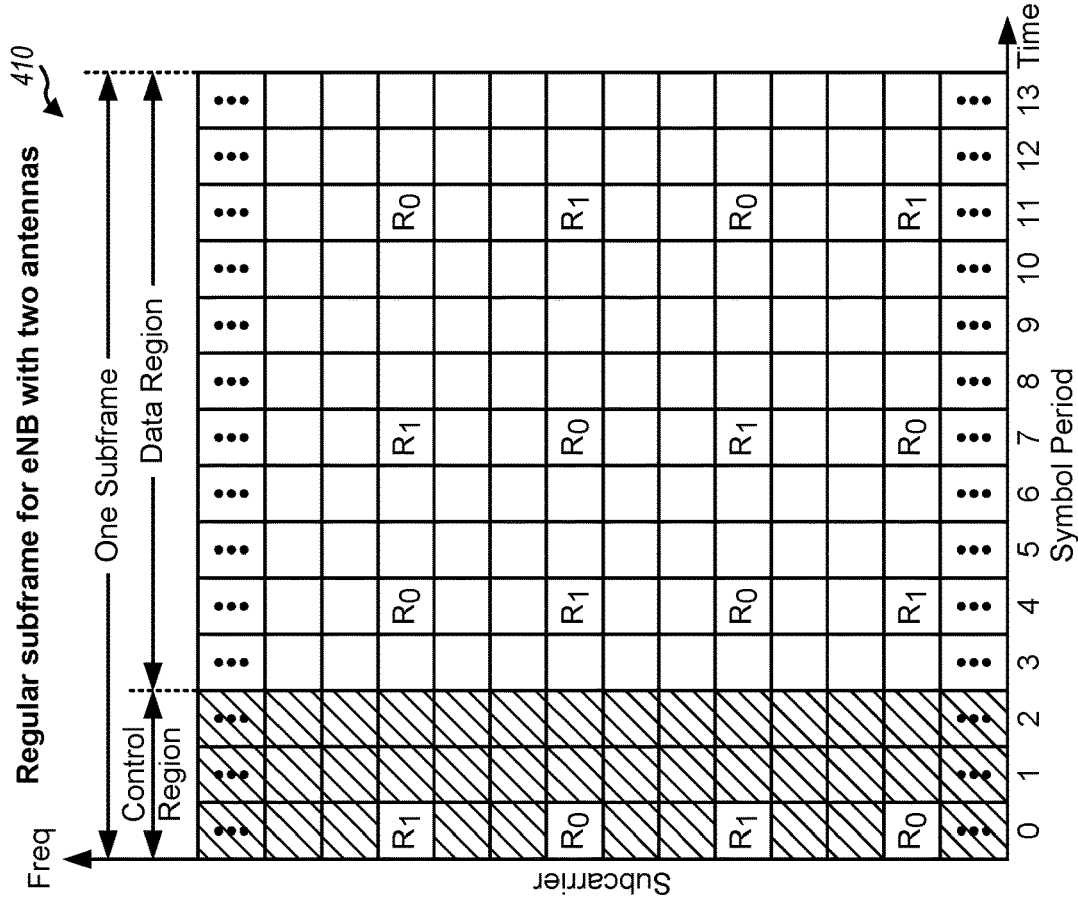 Regular subframe for eNB with two antennas
410
Freq
One Subframe
Control
Region
Data Region
Subcarrier
••• ••• ••• ••• ••• ••• ••• ••• ••• ••• ••• ••• ••• •••
R1 R0 R1 R0
R0 R1 R0 R1
R1 R0 R1 R0
R0 R1 R0 R1
••• ••• ••• ••• ••• ••• ••• ••• ••• ••• ••• ••• ••• •••
0 1 2 3 4 5 6 7 8 9 10 11 12 13 Time
Symbol Period